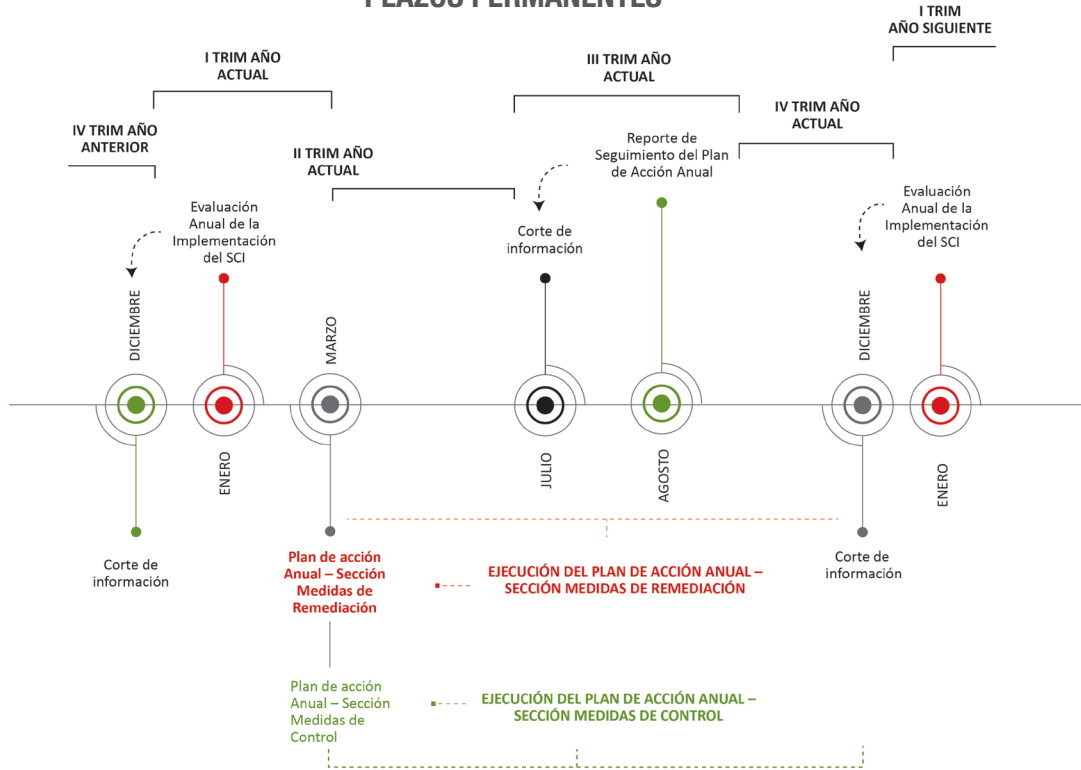 PLAZOS PERMANENTES
I TRIM
AÑO SIGUIENTE
I TRIM AÑO
ACTUAL
III TRIM AÑO
ACTUAL
IV TRIM AÑO
ANTERIOR
II TRIM AÑO
ACTUAL
IV TRIM AÑO
ACTUAL
Reporte de
Seguimiento del Plan
de Acción Anual
Evaluación
Anual de la
Implementación
del SCI
Corte de
información
Evaluación
Anual de la
Implementación
del SCI
DICIEMBRE
ENERO
MARZO
JULIO
AGOSTO
DICIEMBRE
ENERO
Corte de
información
Plan de acción
Anual – Sección
Medidas de
Remediación
EJECUCIÓN DEL PLAN DE ACCIÓN ANUAL –
SECCIÓN MEDIDAS DE REMEDIACIÓN
Corte de
información
Plan de acción
Anual – Sección
Medidas de
Control
EJECUCIÓN DEL PLAN DE ACCIÓN ANUAL –
SECCIÓN MEDIDAS DE CONTROL